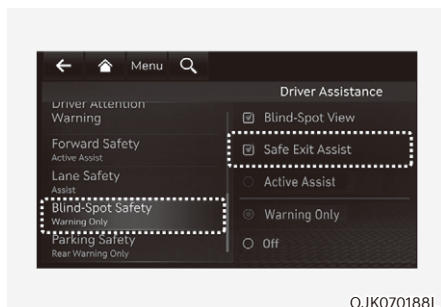 Menu
Driver Assistance
Driver Attention
Warning
Forward Safety
Active Assist
Lane Safety
Assist
Blind-Spot Safety
Warning Only
Parking Safety
Rear Warning Only
Blind-Spot View
Safe Exit Assist
Active Assist
Warning Only
Off
OJK070188L